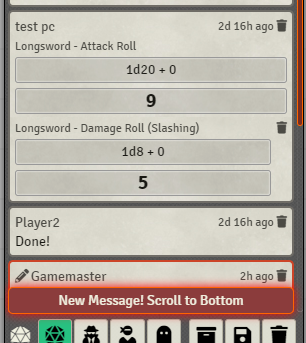 test pc
2d 16h ago
Longsword - Attack Roll
1d20 + 0
9
Longsword - Damage Roll (Slashing)
1d8 + 0
5
Player2
2d 16h ago
Done!
Gamemaster
2h ago
New Message! Scroll to Bottom